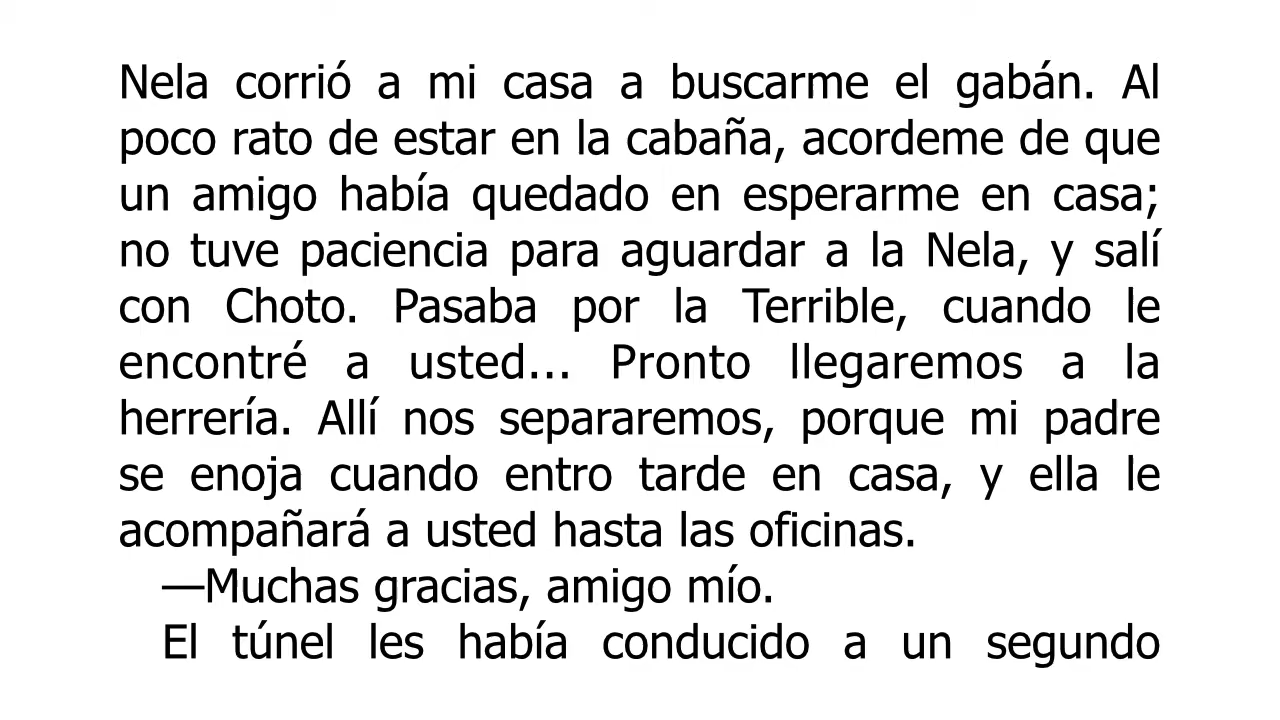 Nela corrió a mi casa a buscarme el gabán. Al
poco rato de estar en la cabaña, acordeme de que
un amigo había quedado en esperarme en casa;
no tuve paciencia para aguardar a la Nela, y salí
con Choto. Pasaba por la Terrible, cuando le
encontré a usted... Pronto llegaremos a la
herrería. Allí nos separaremos, porque mi padre
se enoja cuando entro tarde en casa, y ella le
acompañará a usted hasta las oficinas.
—Muchas gracias, amigo mío.
El túnel les había conducido a un segundo